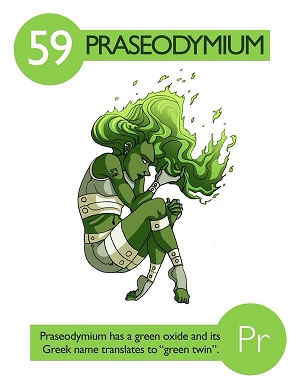 59 PRASEODYMIUM
Praseodymium has a green oxide and its
Greek name translates to "green twin".
Pr